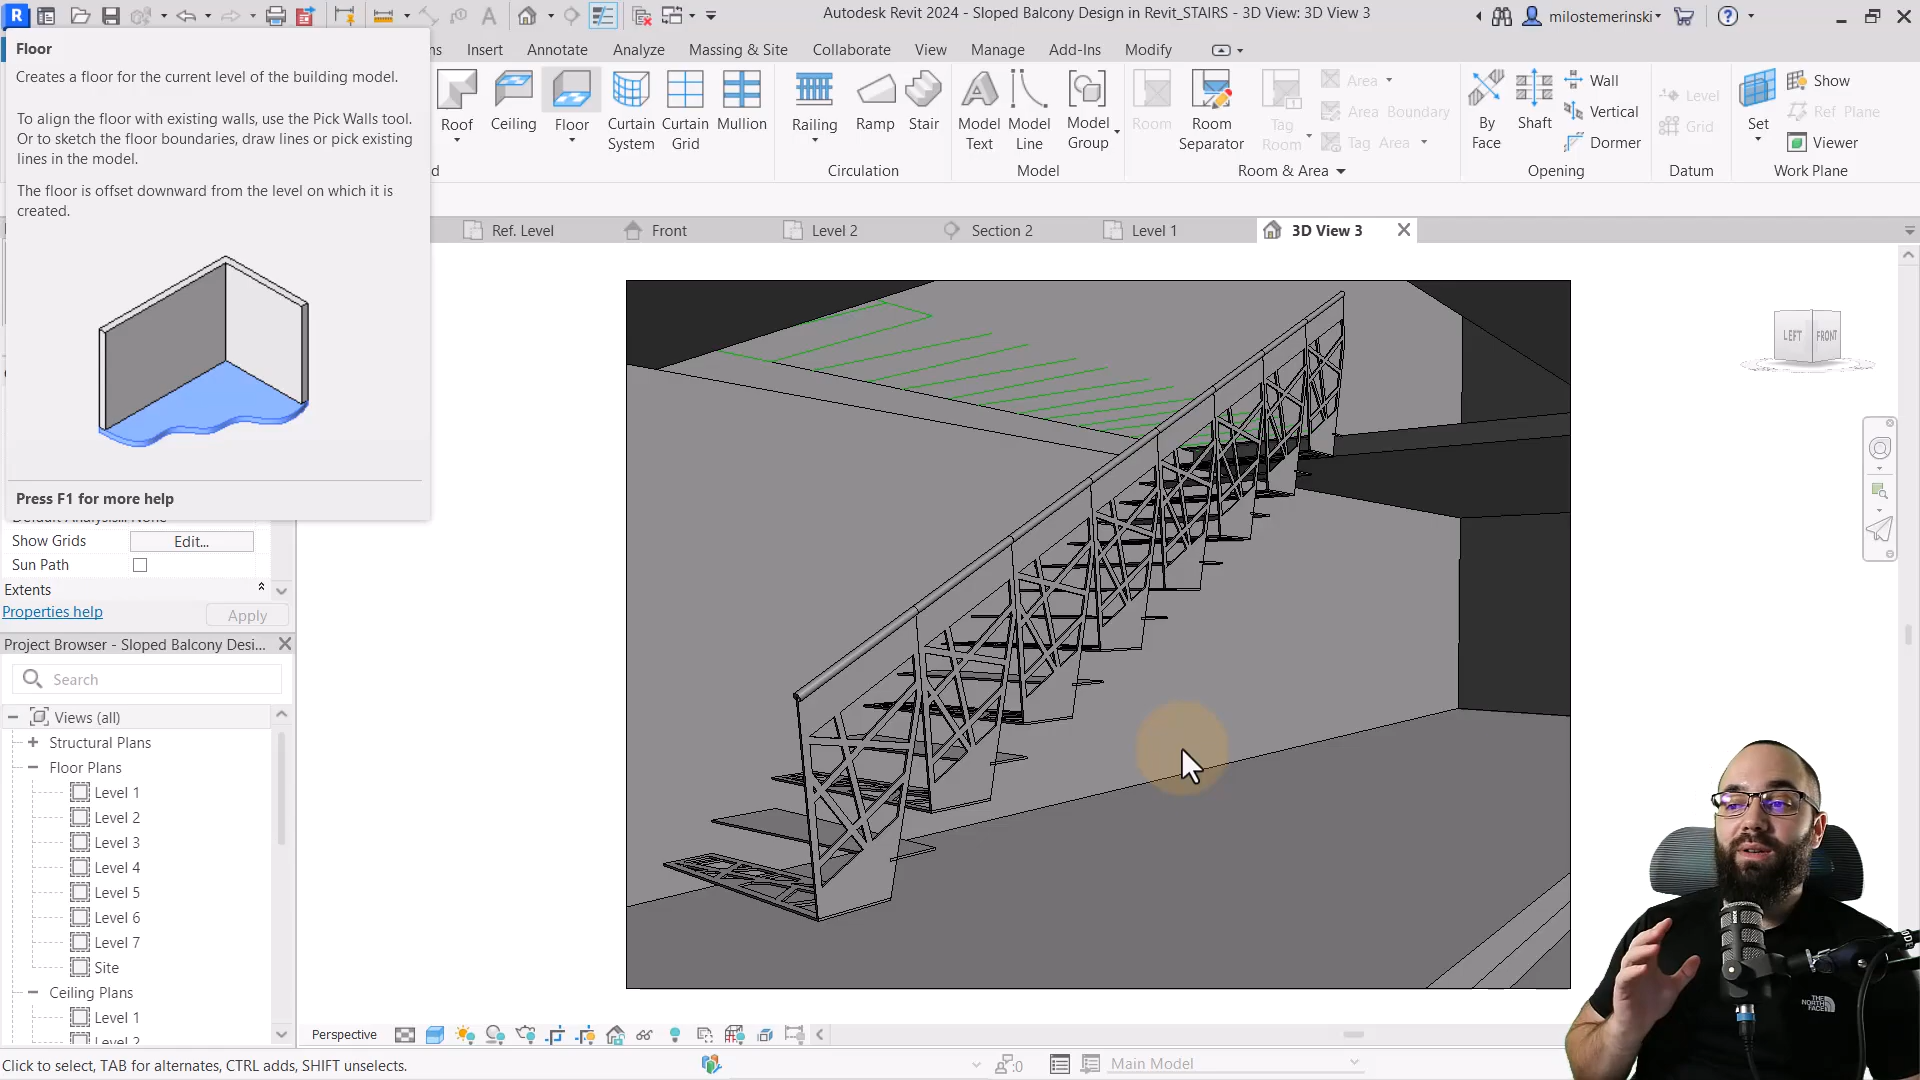 Autodesk Revit 2024 - Sloped Balcony Design in Revit_STAIRS - 3D View: 3D View 3
milostemerinski
Floor
Creates a floor for the current level of the building model.
To align the floor with existing walls, use the Pick Walls tool.
Or to sketch the floor boundaries, draw lines or pick existing
lines in the model.
The floor is offset downward from the level on which it is
created.
Press F1 for more help
Insert Annotate Analyze Massing & Site Collaborate View Manage Add-Ins Modify
Roof
Ceiling
Floor
Curtain
System
Curtain
Grid
Mullion
Railing
Ramp
Stair
Circulation
Model
Text
Model
Line
Model
Group
Model
Room
Room
Separator
Tag
Room
Area
Area Boundary
Tag Area
Room & Area
By
Face
Shaft
Wall
Vertical
Dormer
Opening
Level
Grid
Datum
Set
Show
Ref Plane
Viewer
Work Plane
Ref. Level
Front
Level 2
Section 2
Level 1
3D View 3
LEFT
FRONT
Show Grids
Edit...
Sun Path
Extents
Properties help
Apply
Project Browser - Sloped Balcony Desi...
Search
Views (all)
Structural Plans
Floor Plans
Level 1
Level 2
Level 3
Level 4
Level 5
Level 6
Level 7
Site
Ceiling Plans
Level 1
Level 2
Perspective
Click to select, TAB for alternates, CTRL adds, SHIFT unselects.
:0
Main Model
THE
NORTH
FACE